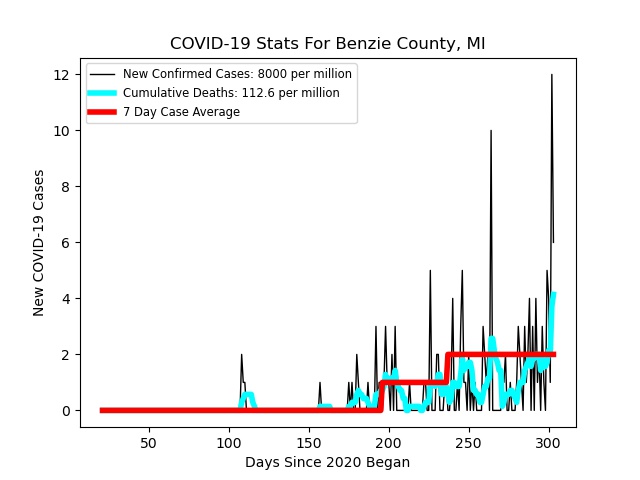 COVID-19 Stats For Benzie County, MI
New Confirmed Cases: 8000 per million
Cumulative Deaths: 112.6 per million
7 Day Case Average
12
10
8
6
4
2
0
New COVID-19 Cases
50 100 150 200 250 300
Days Since 2020 Began